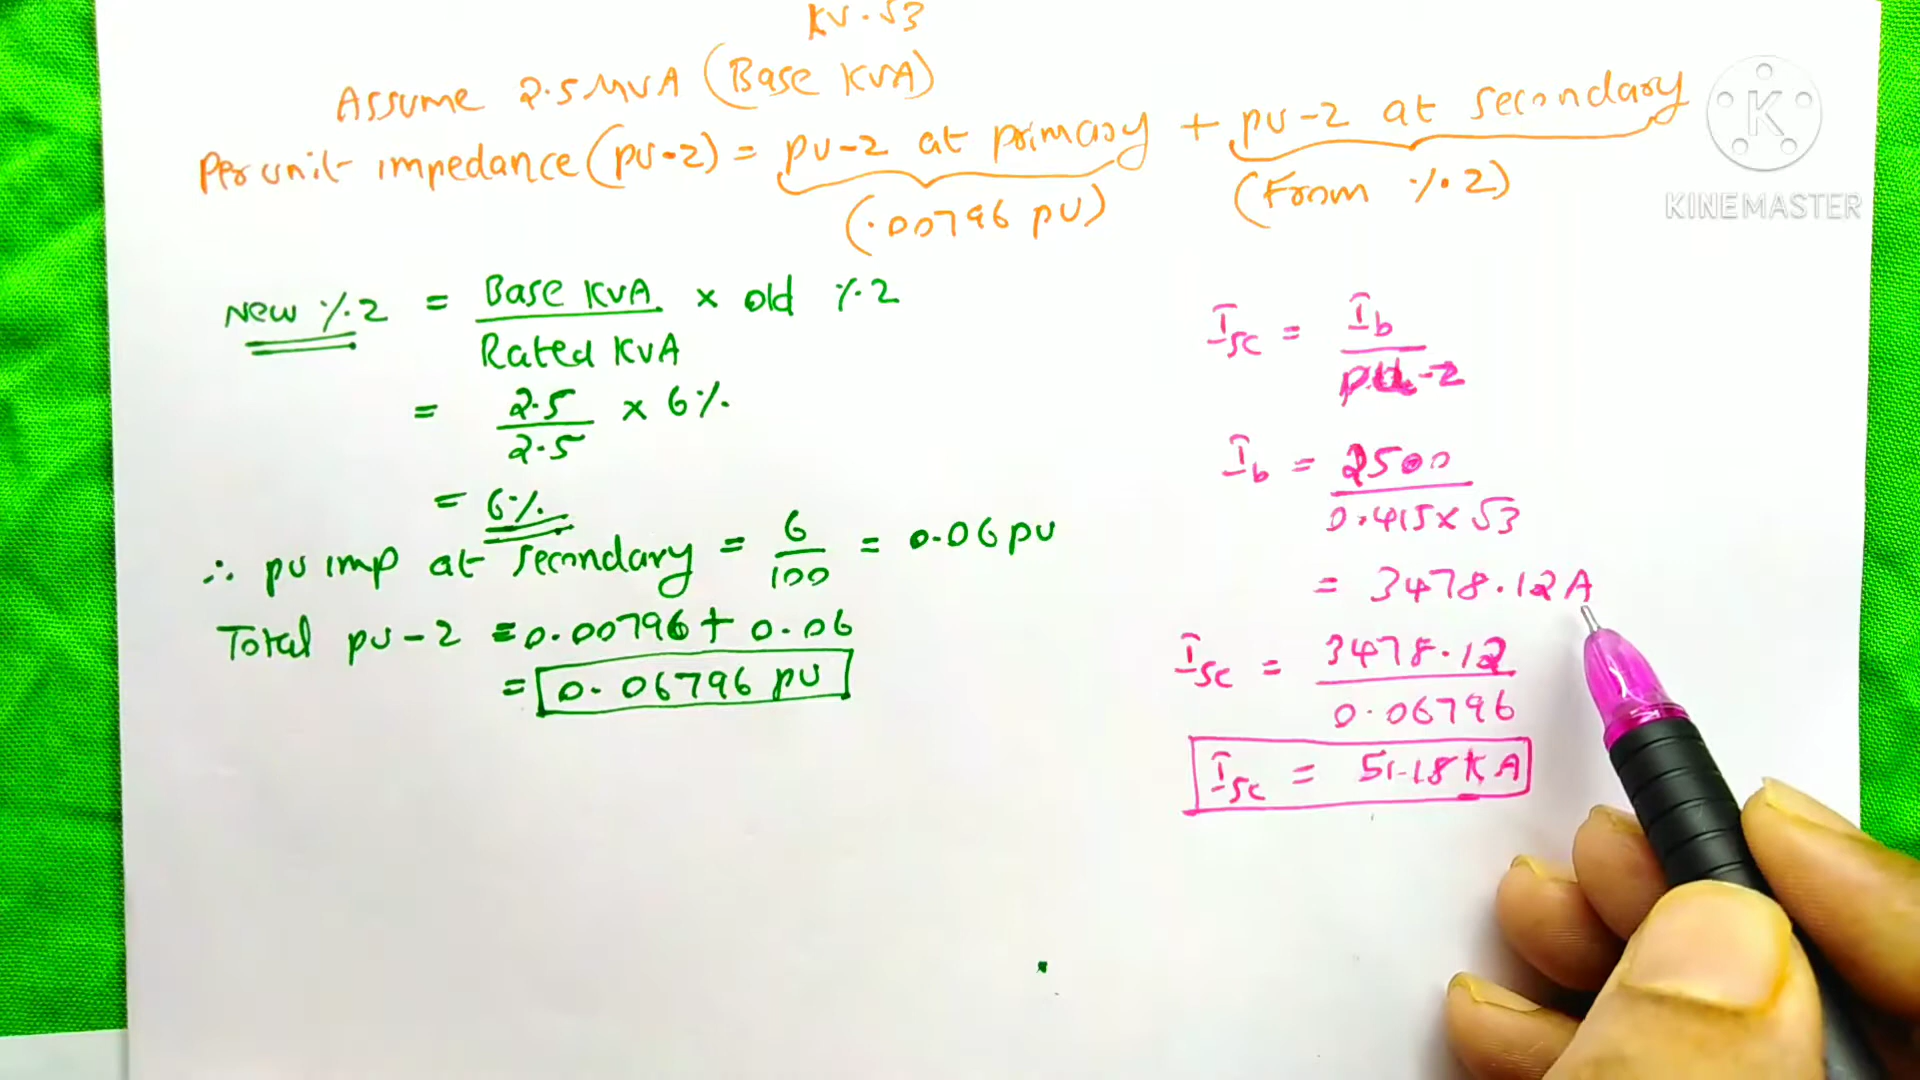 KV.√3
Assume 2.5MVA (Base KVA)
Per unit impedance (pu-z) = pu-z at primary + pu-z at secondary
(.00796 pu) (From %.z)
New %.z = Base KVA / Rated KVA × old %.z
= 2.5 / 2.5 × 6%
= 6%
∴ pu imp at secondary = 6 / 100 = 0.06 pu
Total pu-z = 0.00796 + 0.06
= 0.06796 pu
Isc = Ib / pu-z
Ib = 2500 / 0.415×√3
= 3478.12A
Isc = 3478.12 / 0.06796
Isc = 51.18KA
K
KINEMASTER